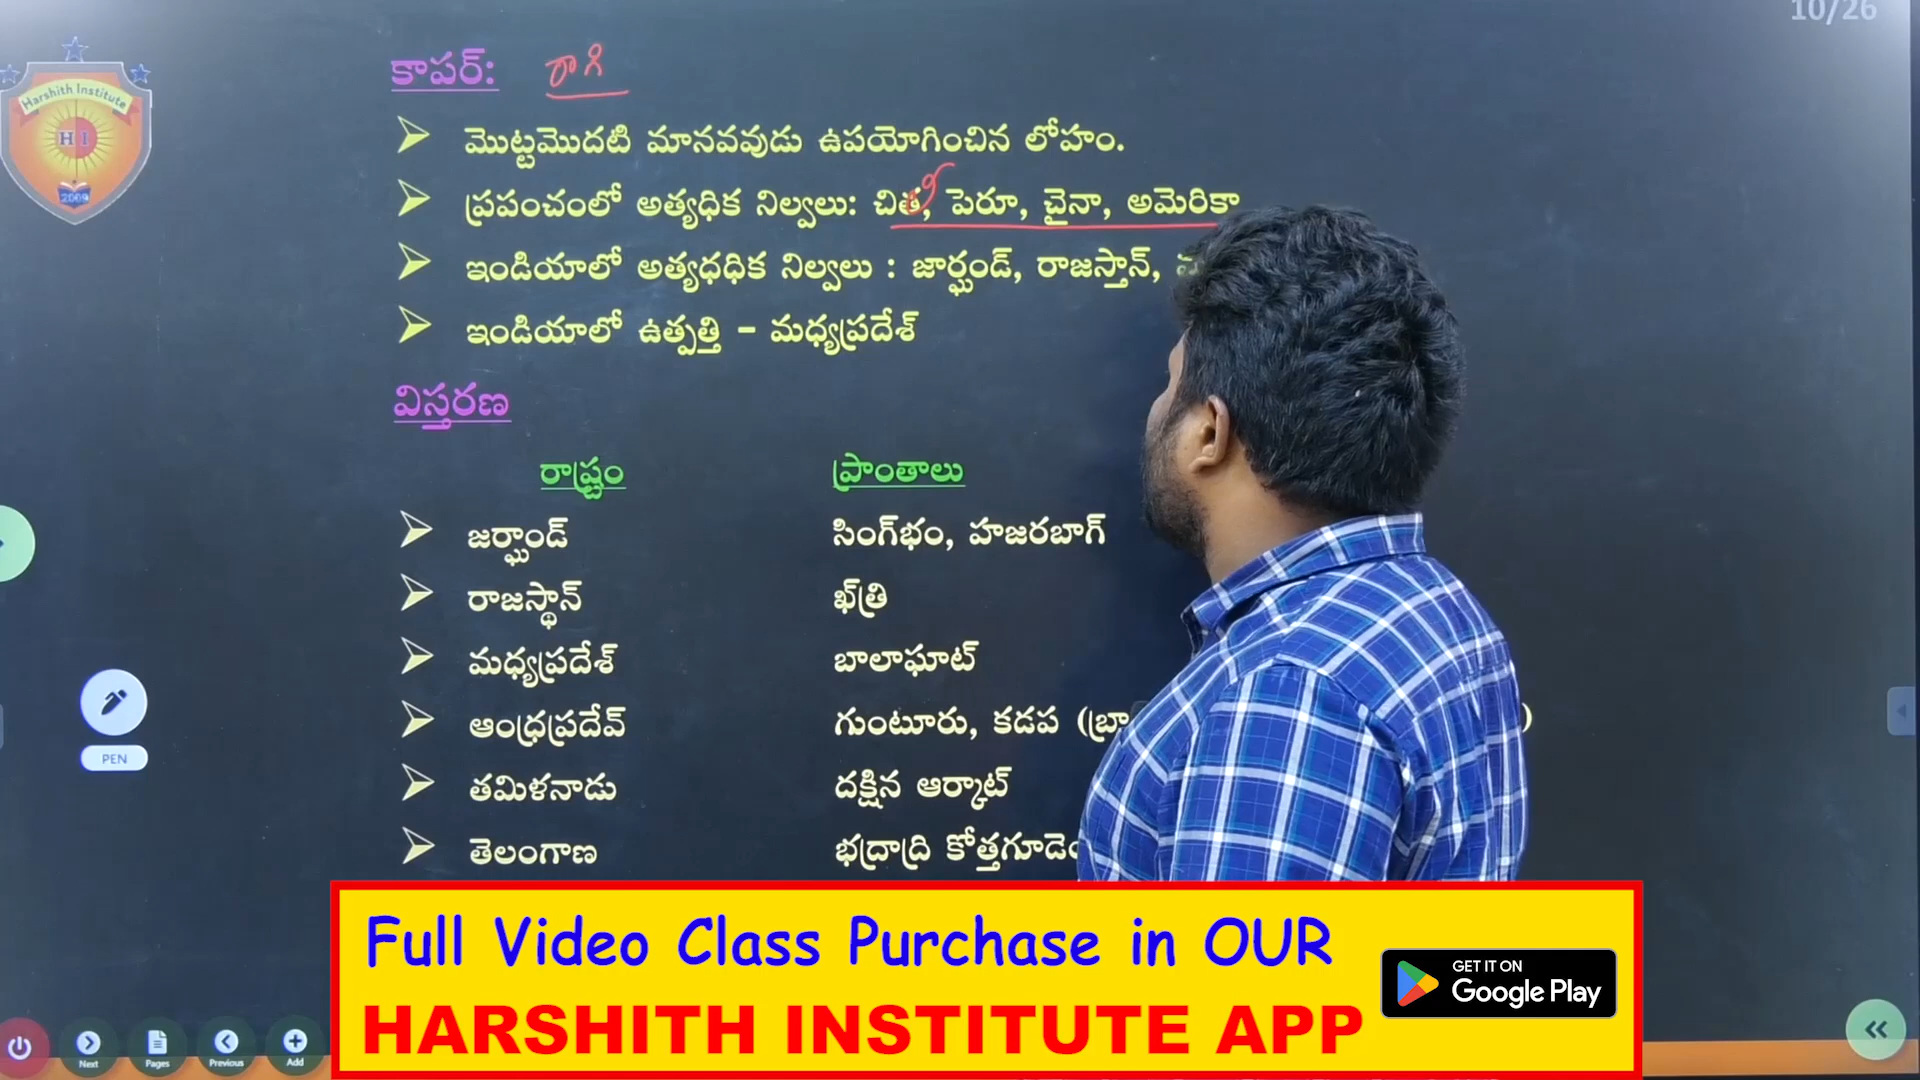 10/26
Harshith Institute
H I
2009
కాపర్: రాగి
మొట్టమొదటి మానవవుడు ఉపయోగించిన లోహం.
ప్రపంచంలో అత్యధిక నిల్వలు: పెరూ, చైనా, అమెరికా
ఇండియాలో అత్యధధిక నిల్వలు : జార్ఘండ్, రాజస్తాన్,
ఇండియాలో ఉత్పత్తి - మధ్యప్రదేశ్
విస్తరణ
రాష్ట్రం ప్రాంతాలు
జర్ఘాండ్ సింగ్‌భం, హజరబాగ్
రాజస్థాన్ ఖ్‌త్రి
మధ్యప్రదేశ్ బాలాఘాట్
ఆంధ్రప్రదేవ్ గుంటూరు, కడప )
తమిళనాడు దక్షిన ఆర్కాట్
తెలంగాణ భద్రాద్రి
PEN
Full Video Class Purchase in OUR
HARSHITH INSTITUTE APP
GET IT ON
Google Play
Next Pages Previous Add